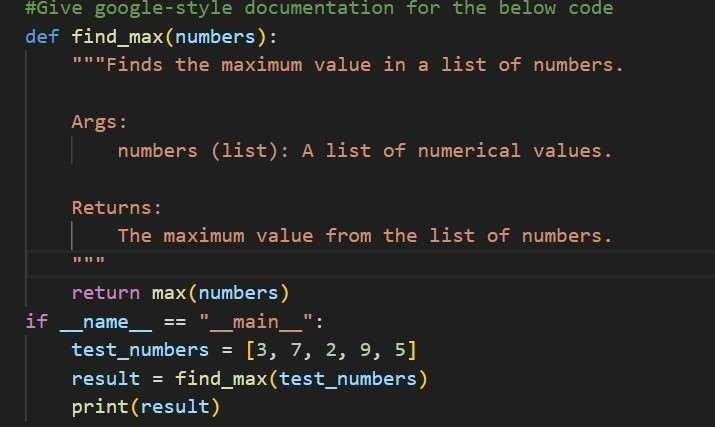 #Give google-style documentation for the below code
def find_max(numbers):
    """Finds the maximum value in a list of numbers.

    Args:
        numbers (list): A list of numerical values.

    Returns:
        The maximum value from the list of numbers.
    """
    return max(numbers)
if __name__ == "__main__":
    test_numbers = [3, 7, 2, 9, 5]
    result = find_max(test_numbers)
    print(result)